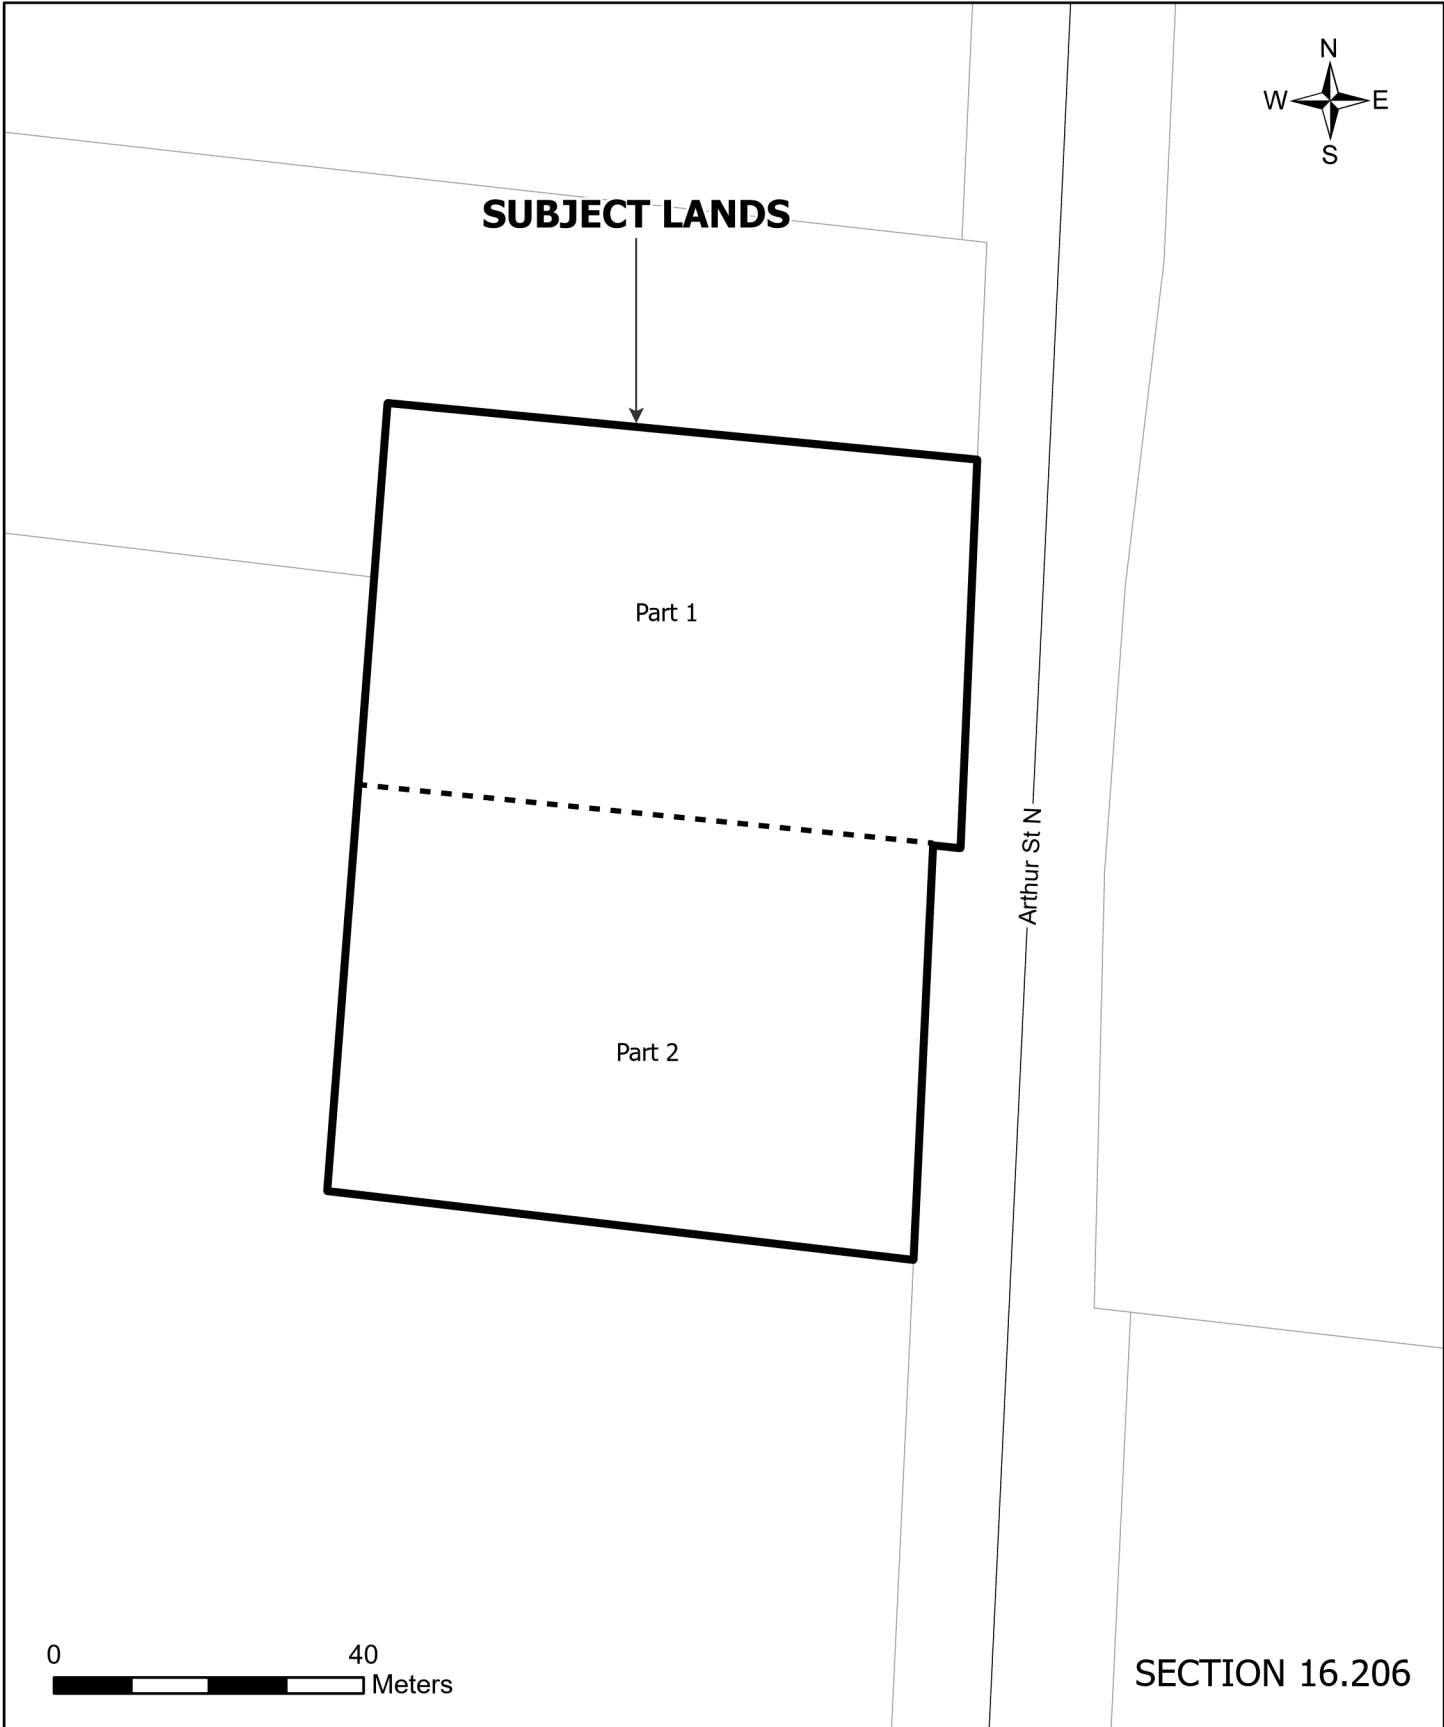 N
W E
S
SUBJECT LANDS
Part 1
Arthur St N
Part 2
0 40
Meters
SECTION 16.206